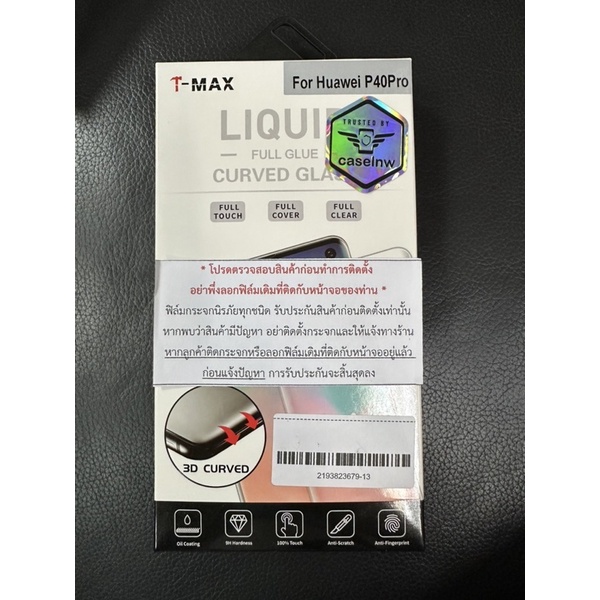 T-MAX
For Huawei P40Pro
LIQUID
TRUSTED BY
caselnw
FULL GLUE
CURVED GLASS
FULL TOUCH
FULL COVER
FULL CLEAR
* โปรดตรวจสอบสินค้าก่อนทำการติดตั้ง
อย่าพึ่งลอกฟิล์มเดิมที่ติดกับหน้าจอของท่าน *
ฟิล์มกระจกนิรภัยทุกชนิด รับประกันสินค้าก่อนติดตั้งเท่านั้น
หากพบว่าสินค้ามีปัญหา อย่าติดตั้งกระจกและให้แจ้งทางร้าน
หากลูกค้าติดกระจกหรือลอกฟิล์มเดิมที่ติดกับหน้าจออยู่แล้ว
ก่อนแจ้งปัญหา การรับประกันจะสิ้นสุดลง
3D CURVED
2193823679-13
Oil Coating
9H Hardness
100% Touch
Anti-Scratch
Anti-Fingerprint